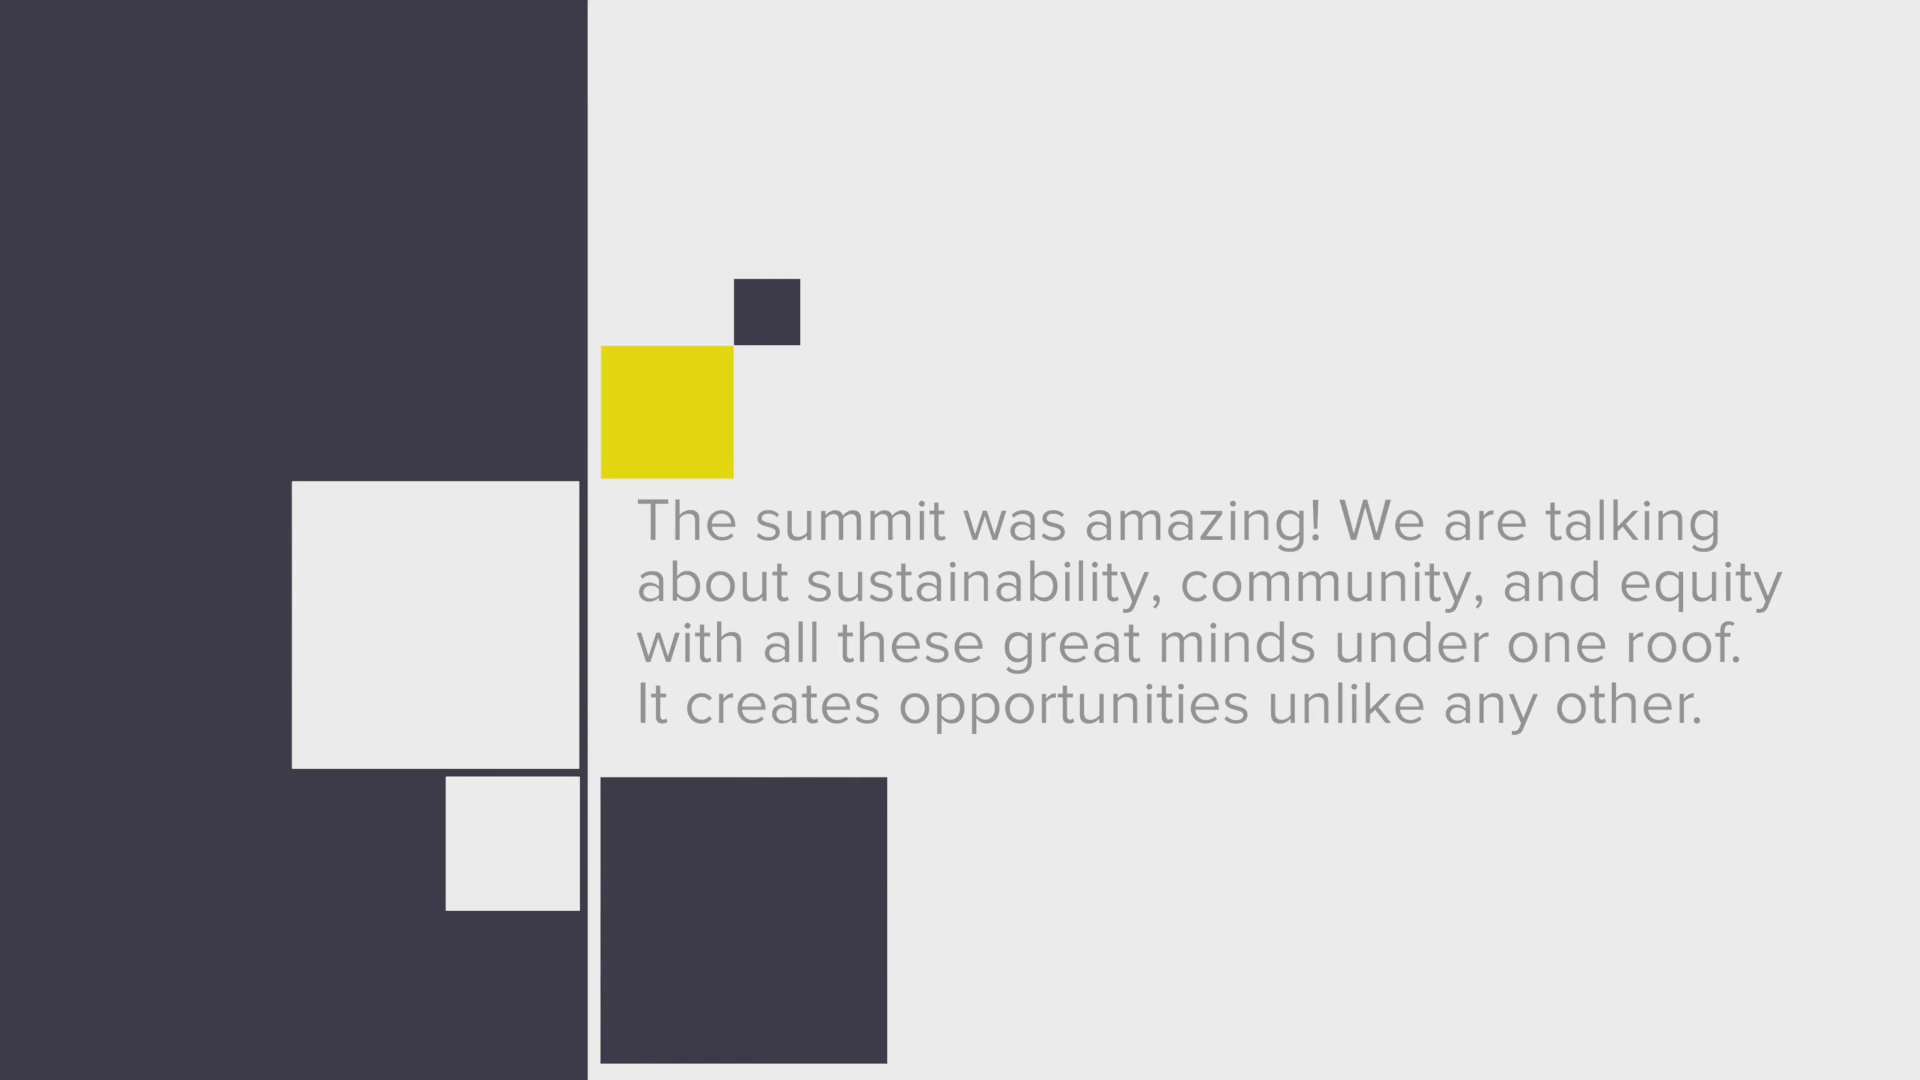 The summit was amazing! We are talking
about sustainability, community, and equity
with all these great minds under one roof.
It creates opportunities unlike any other.